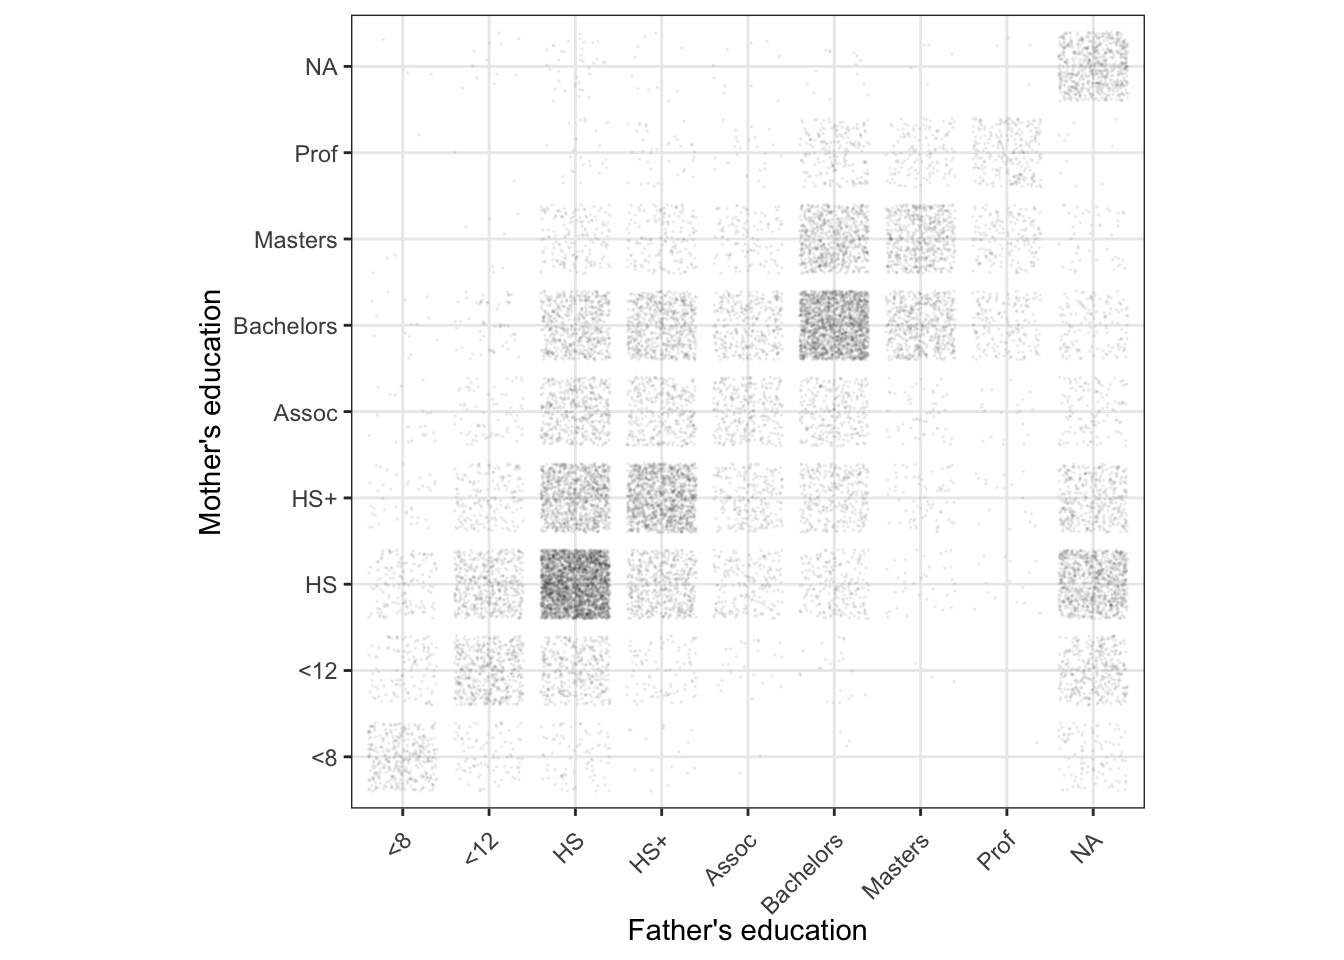 NA
Prof
Masters
Bachelors
Assoc
HS+
HS
<12
<8
Mother's education
<8
<12
HS
HS+
Assoc
Bachelors
Masters
Prof
NA
Father's education